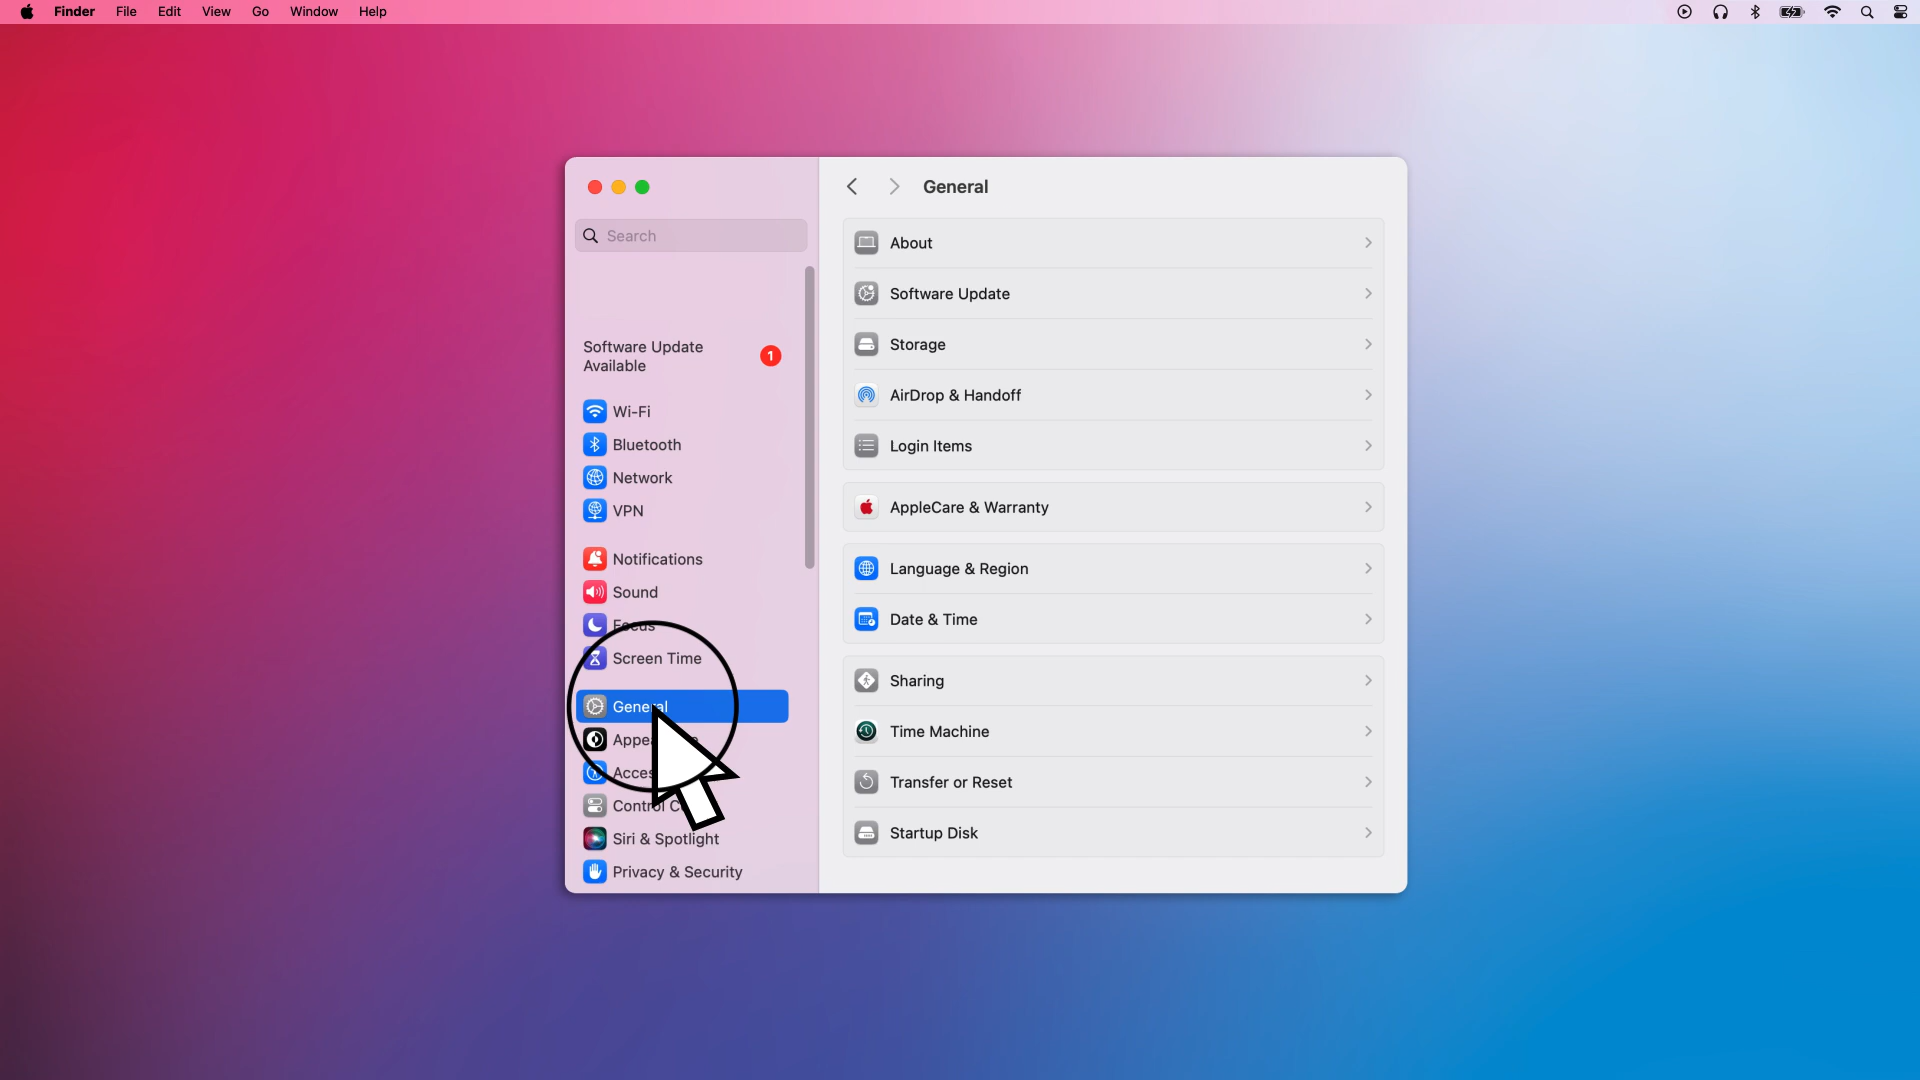 Finder File Edit View Go Window Help
General
Search
Software Update
Available
1
Wi-Fi
Bluetooth
Network
VPN
Notifications
Sound
Focus
Screen Time
General
Siri & Spotlight
Privacy & Security
About
Software Update
Storage
AirDrop & Handoff
Login Items
AppleCare & Warranty
Language & Region
Date & Time
Sharing
Time Machine
Transfer or Reset
Startup Disk